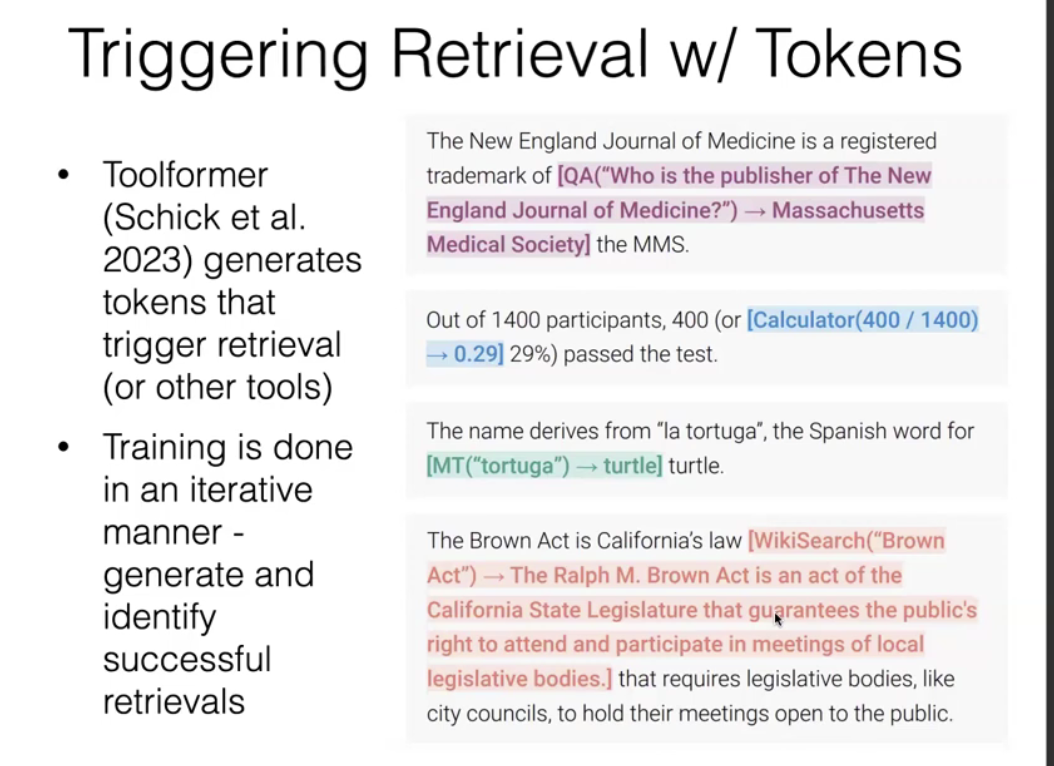 Triggering Retrieval w/ Tokens
• Toolformer
(Schick et al.
2023) generates
tokens that
trigger retrieval
(or other tools)
• Training is done
in an iterative
manner -
generate and
identify
successful
retrievals
The New England Journal of Medicine is a registered
trademark of [QA(“Who is the publisher of The New
England Journal of Medicine?”) → Massachusetts
Medical Society] the MMS.
Out of 1400 participants, 400 (or [Calculator(400 / 1400)
→ 0.29] 29%) passed the test.
The name derives from “la tortuga”, the Spanish word for
[MT(“tortuga”) → turtle] turtle.
The Brown Act is California’s law [WikiSearch(“Brown
Act”) → The Ralph M. Brown Act is an act of the
California State Legislature that guarantees the public's
right to attend and participate in meetings of local
legislative bodies.] that requires legislative bodies, like
city councils, to hold their meetings open to the public.